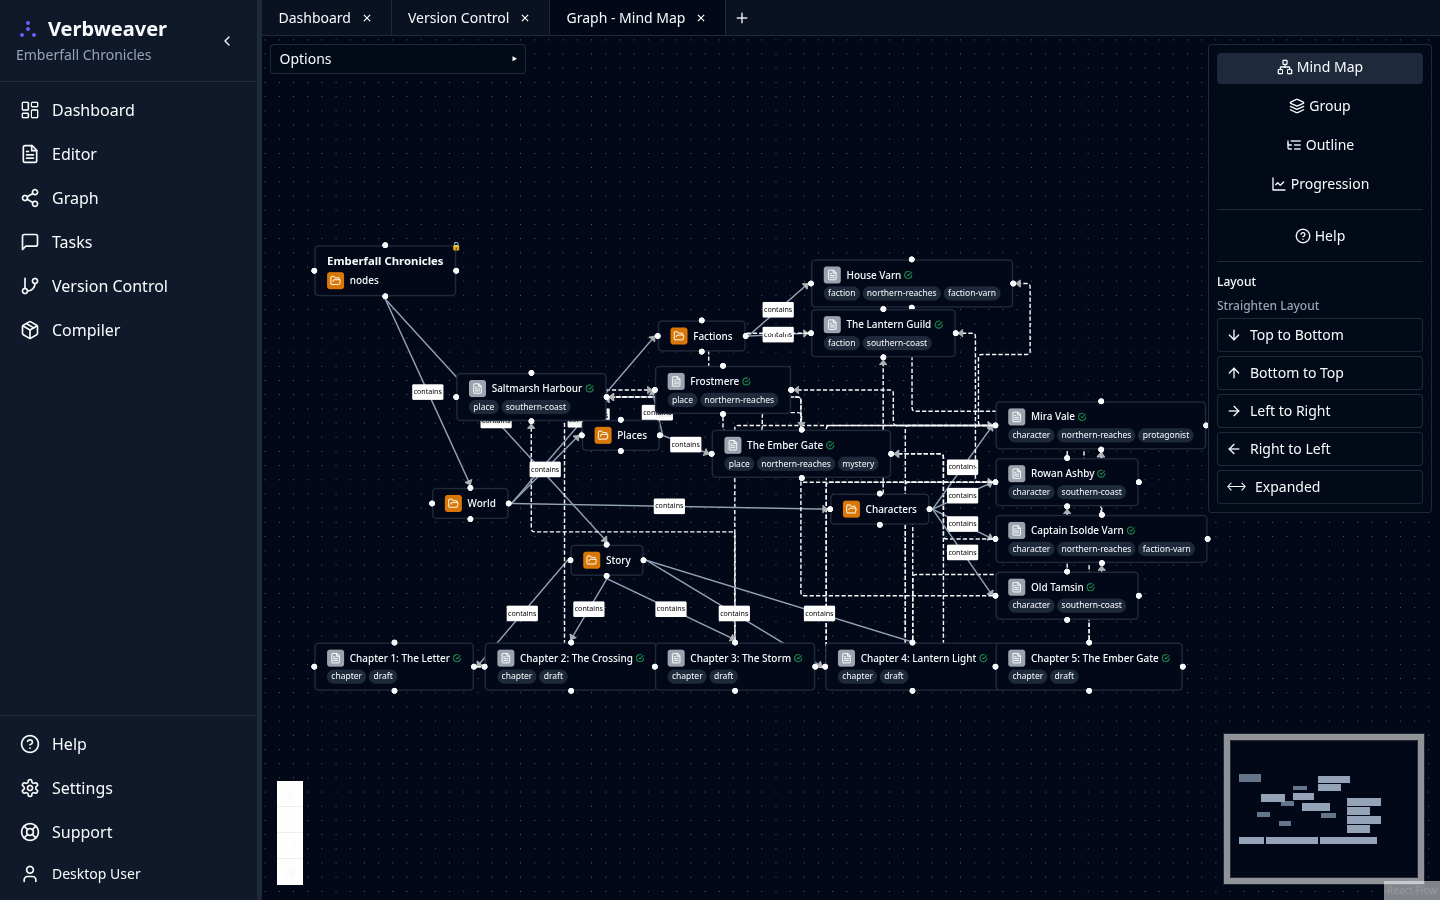 Verbweaver
Emberfall Chronicles
Dashboard
Editor
Graph
Tasks
Version Control
Compiler
Help
Settings
Support
Desktop User
Dashboard
Version Control
Graph - Mind Map
Options
Mind Map
Group
Outline
Progression
Help
Layout
Straighten Layout
Top to Bottom
Bottom to Top
Left to Right
Right to Left
Expanded
Emberfall Chronicles
nodes
House Varn
faction northern-reaches faction-varn
contains
The Lantern Guild
faction southern-coast
Factions
contains
Saltmarsh Harbour
place southern-coast
Frostmere
place northern-reaches
contains
Mira Vale
character northern-reaches protagonist
Places
contains
The Ember Gate
place northern-reaches mystery
contains
contains
Rowan Ashby
character southern-coast
World
contains
Characters
contains
contains
Captain Isolde Varn
character northern-reaches faction-varn
contains
Story
Old Tamsin
character southern-coast
contains
contains
contains
contains
contains
Chapter 1: The Letter
chapter draft
Chapter 2: The Crossing
chapter draft
Chapter 3: The Storm
chapter draft
Chapter 4: Lantern Light
chapter draft
Chapter 5: The Ember Gate
chapter draft
React Flow